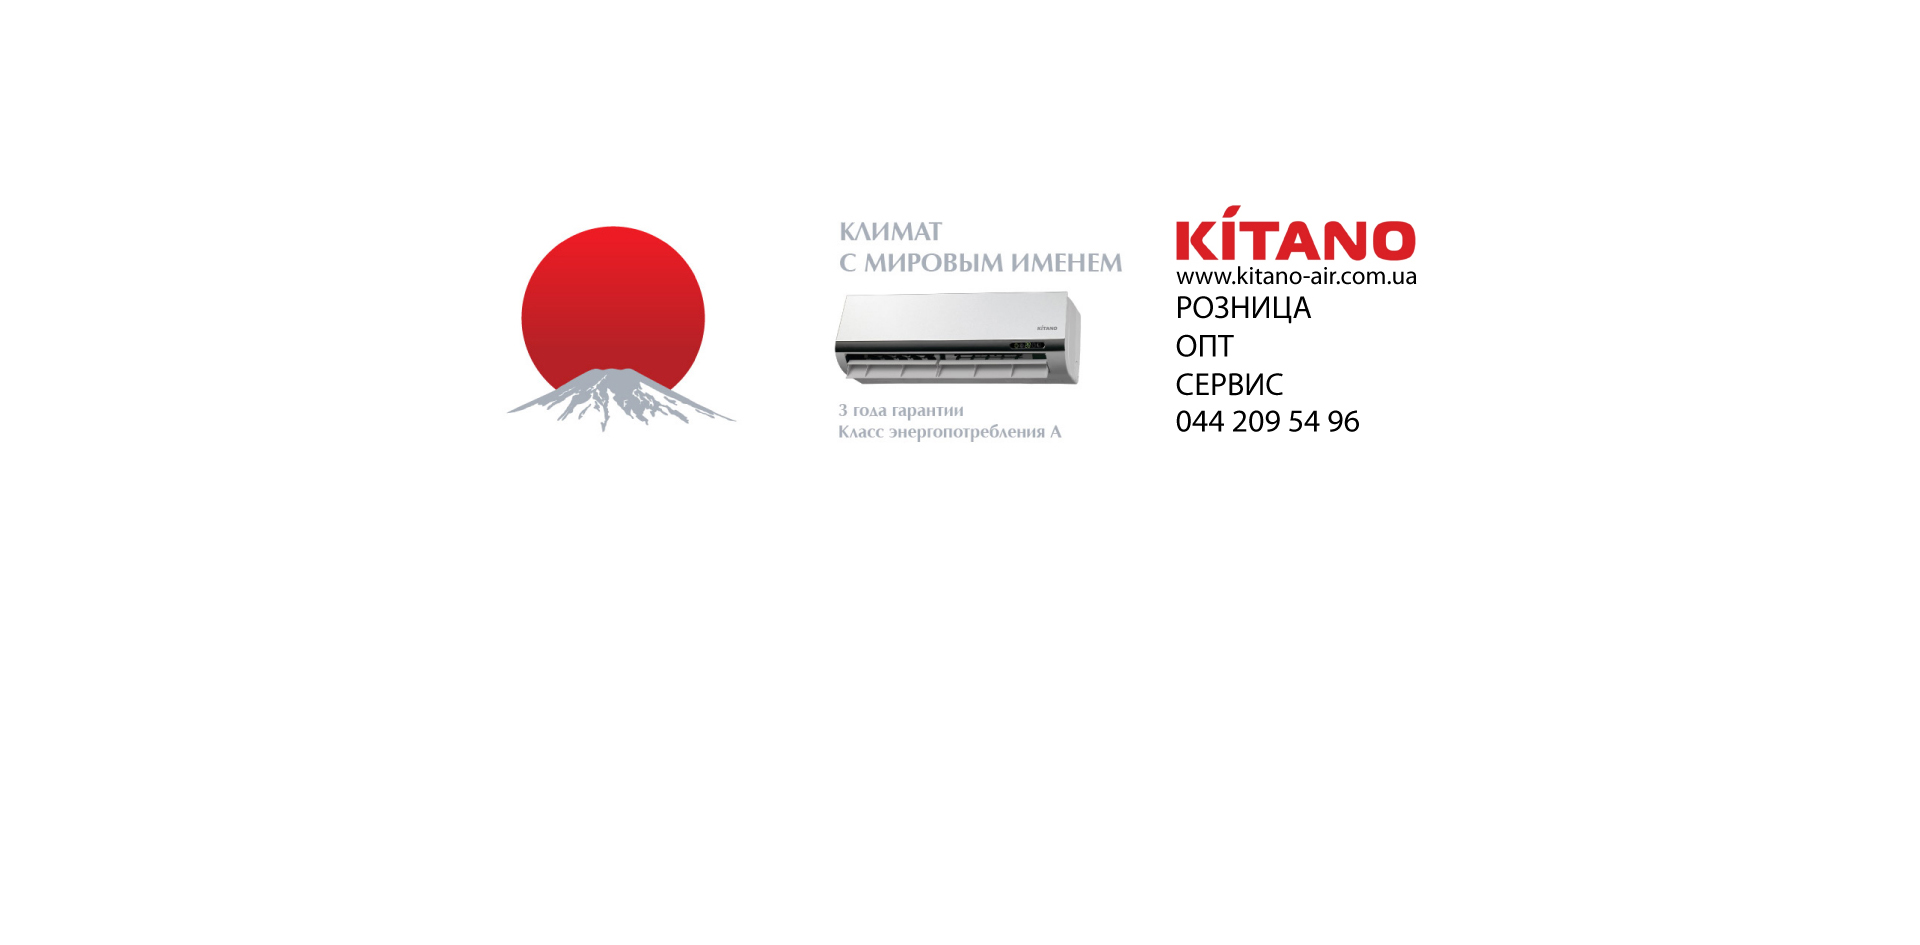 КЛИМАТ
С МИРОВЫМ ИМЕНЕМ
KITANO
3 года гарантии
Класс энергопотребления А
KÍTANO
www.kitano-air.com.ua
РОЗНИЦА
ОПТ
СЕРВИС
044 209 54 96